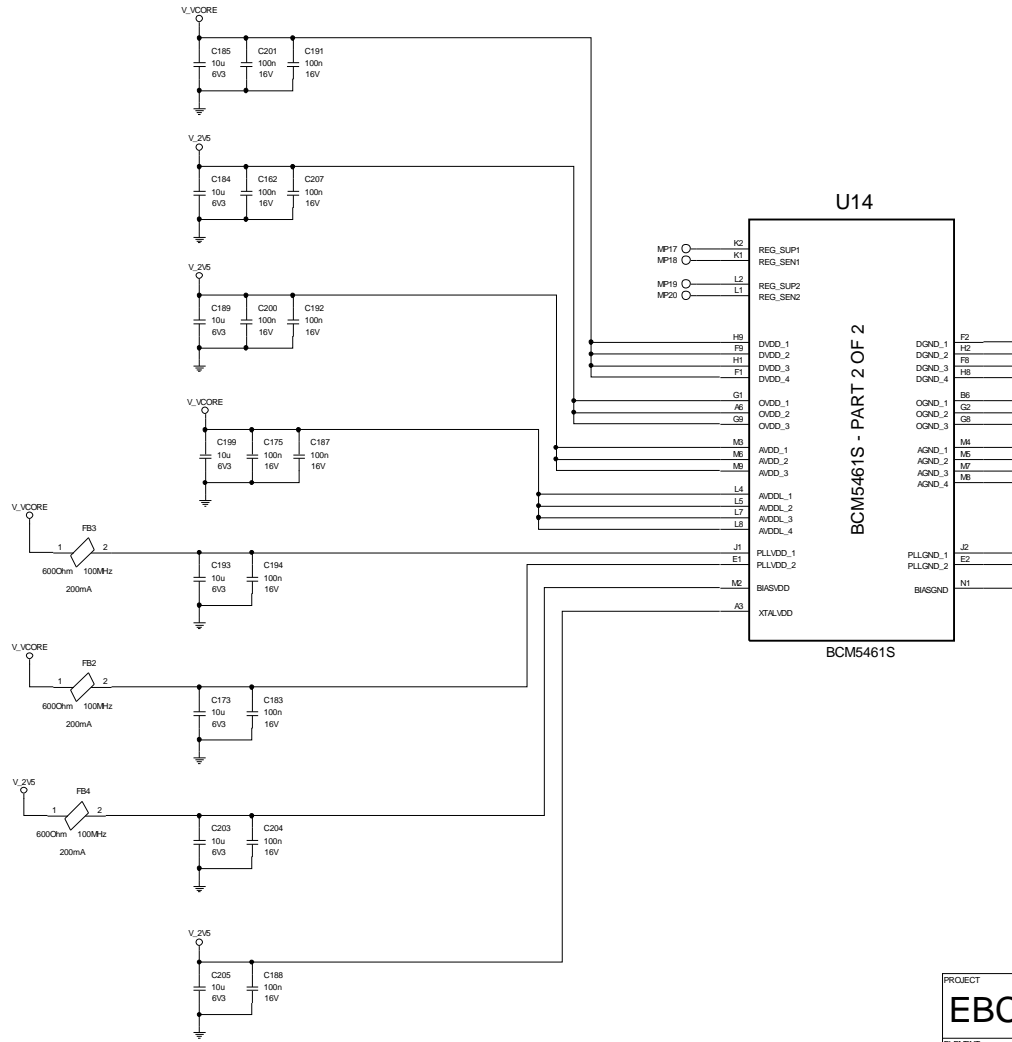 V_VCORE
C185 C201 C191
10u 100n 100n
6V3 16V 16V
V_2V5
C184 C162 C207
10u 100n 100n
6V3 16V 16V
U14
MP17 K2 REG_SUP1
MP18 K1 REG_SEN1
MP19 L2 REG_SUP2
MP20 L1 REG_SEN2
V_2V5
C189 C200 C192
10u 100n 100n
6V3 16V 16V
H9 DVDD_1 DGND_1 F2
F9 DVDD_2 DGND_2 H2
H1 DVDD_3 DGND_3 F8
F1 DVDD_4 DGND_4 H8
G1 OVDD_1 OGND_1 B6
A6 OVDD_2 OGND_2 G2
G9 OVDD_3 OGND_3 G8
M3 AVDD_1 AGND_1 M4
M6 AVDD_2 AGND_2 M5
M9 AVDD_3 AGND_3 M7
AGND_4 M8
L4 AVDDL_1
L5 AVDDL_2
L7 AVDDL_3
L8 AVDDL_4
J1 PLLVDD_1 PLLGND_1 J2
E1 PLLVDD_2 PLLGND_2 E2
M2 BIASVDD BIASGND N1
A3 XTALVDD
BCM5461S - PART 2 OF 2
BCM5461S
V_VCORE
C199 C175 C187
10u 100n 100n
6V3 16V 16V
V_VCORE
FB3
1 2
600Ohm 100MHz
200mA
C193 C194
10u 100n
6V3 16V
V_VCORE
FB2
1 2
600Ohm 100MHz
200mA
C173 C183
10u 100n
6V3 16V
V_2V5
FB4
1 2
600Ohm 100MHz
200mA
C203 C204
10u 100n
6V3 16V
V_2V5
C205 C188
10u 100n
6V3 16V
PROJECT